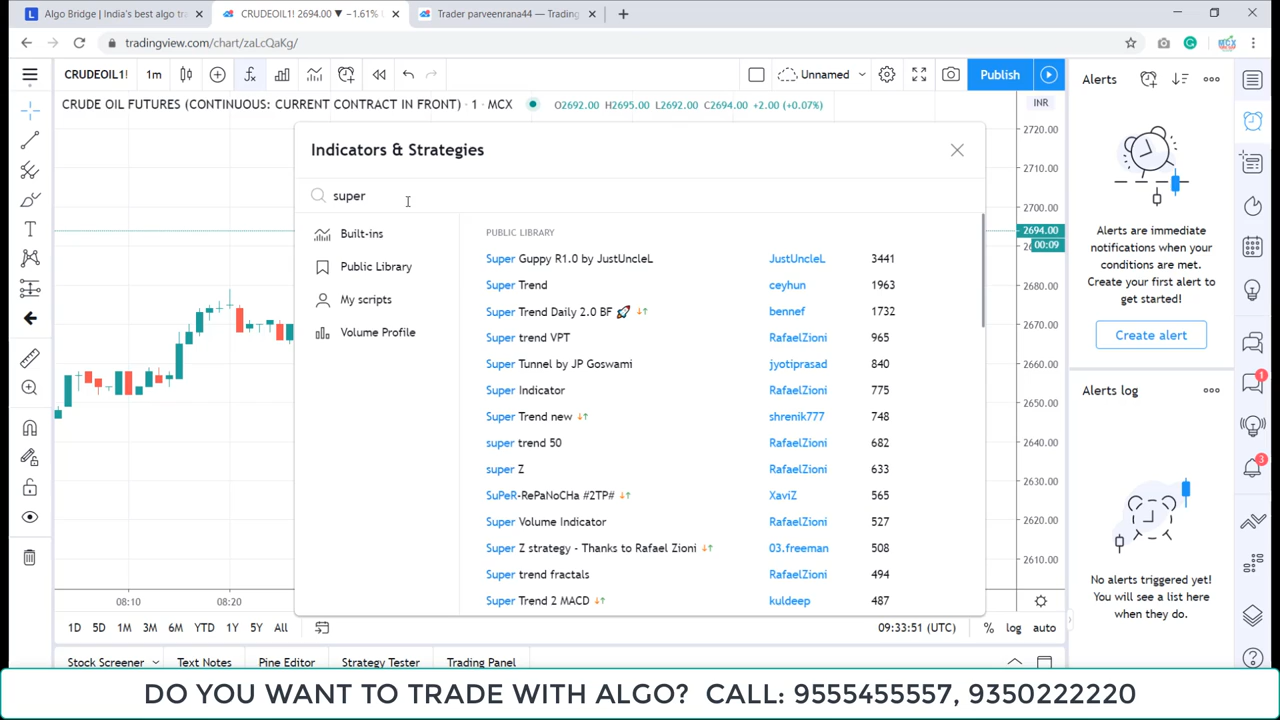 Algo Bridge | India's best algo tra
CRUDEOIL1! 2694.00 ▼ −1.61%
Trader parveenrana44 — Trading
tradingview.com/chart/zaLcQaKg/
CRUDEOIL1! 1m Unnamed Publish Alerts
CRUDE OIL FUTURES (CONTINUOUS: CURRENT CONTRACT IN FRONT) · 1 · MCX O2692.00 H2695.00 L2692.00 C2694.00 +2.00 (+0.07%) INR
Indicators & Strategies
super
Built-ins
Public Library
My scripts
Volume Profile
PUBLIC LIBRARY
Super Guppy R1.0 by JustUncleL JustUncleL 3441
Super Trend ceyhun 1963
Super Trend Daily 2.0 BF 🚀 bennef 1732
Super trend VPT RafaelZioni 965
Super Tunnel by JP Goswami jyotiprasad 840
Super Indicator RafaelZioni 775
Super Trend new shrenik777 748
super trend 50 RafaelZioni 682
super Z RafaelZioni 633
SuPeR-RePaNoCHa #2TP# XaviZ 565
Super Volume Indicator RafaelZioni 527
Super Z strategy - Thanks to Rafael Zioni 03.freeman 508
Super trend fractals RafaelZioni 494
Super Trend 2 MACD kuldeep 487
2720.00
2710.00
2700.00
2694.00
00:09
2680.00
2670.00
2660.00
2650.00
2640.00
2630.00
2620.00
2610.00
Alerts are immediate
notifications when your
conditions are met.
Create your first alert to
get started!
Create alert
Alerts log
No alerts triggered yet!
You will see a list here
when they do.
1
3
08:10 08:20
1D 5D 1M 3M 6M YTD 1Y 5Y All 09:33:51 (UTC) % log auto
Stock Screener Text Notes Pine Editor Strategy Tester Trading Panel
DO YOU WANT TO TRADE WITH ALGO? CALL: 9555455557, 9350222220